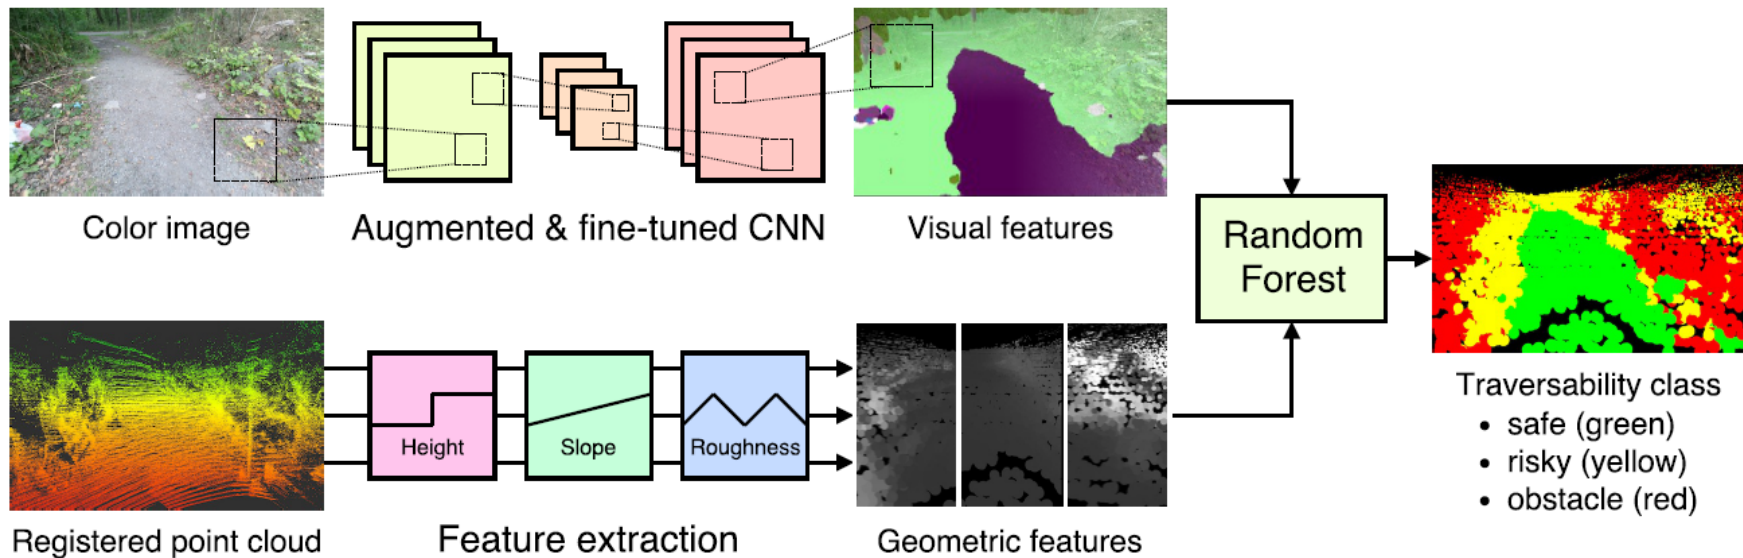 Color image
Augmented & fine-tuned CNN
Visual features
Random
Forest
Height
Slope
Roughness
Registered point cloud
Feature extraction
Geometric features
Traversability class
• safe (green)
• risky (yellow)
• obstacle (red)